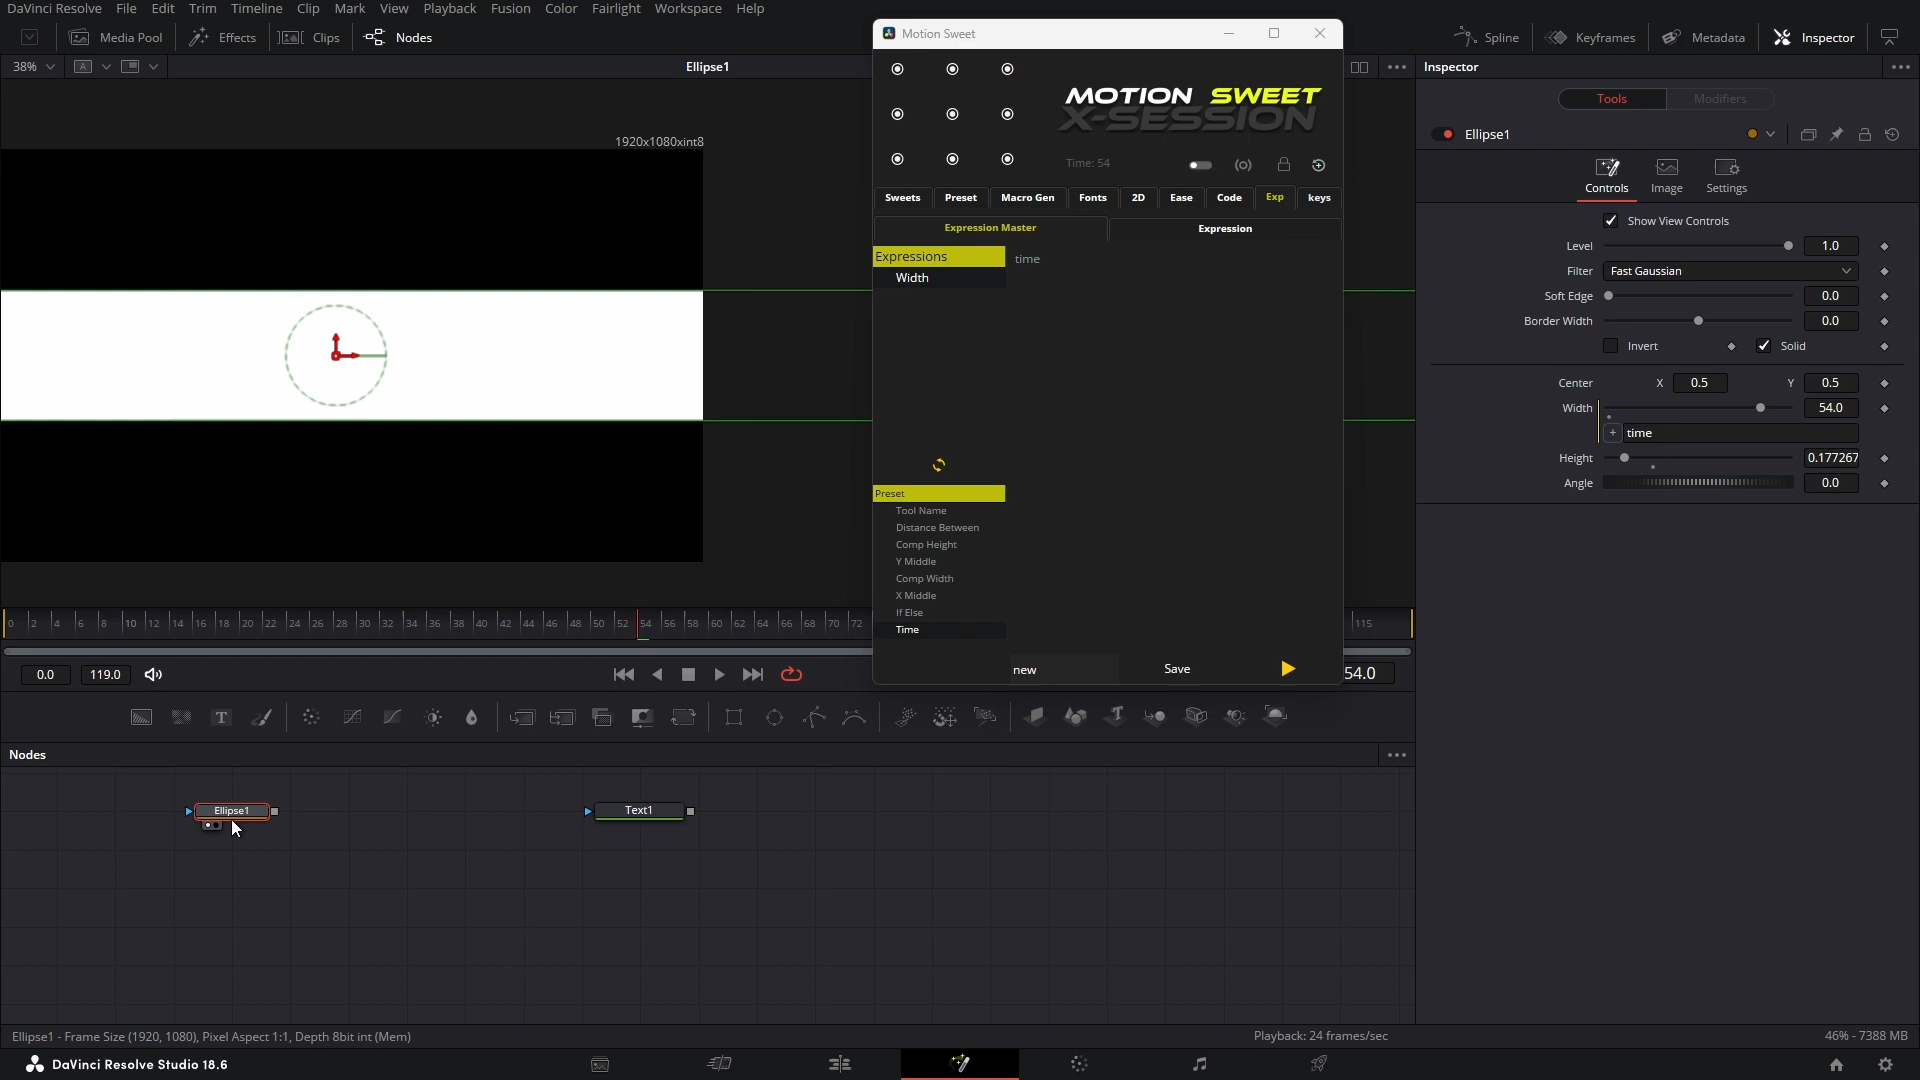 DaVinci Resolve File Edit Trim Timeline Clip Mark View Playback Fusion Color Fairlight Workspace Help
Media Pool Effects Clips Nodes
Motion Sweet
Spline Keyframes Metadata Inspector
38% A Ellipse1
Inspector
1920x1080xint8
MOTION SWEET
X-SESSION
Time: 54
Sweets Preset Macro Gen Fonts 2D Ease Code Exp keys
Expression Master Expression
Expressions time
Width
Preset
Tool Name
Distance Between
Comp Height
Y Middle
Comp Width
X Middle
If Else
Time
new Save
Tools Modifiers
Ellipse1
Controls Image Settings
Show View Controls
Level 1.0
Filter Fast Gaussian
Soft Edge 0.0
Border Width 0.0
Invert Solid
Center X 0.5 Y 0.5
Width 54.0
+ time
Height 0.177267
Angle 0.0
0 2 4 6 8 10 12 14 16 18 20 22 24 26 28 30 32 34 36 38 40 42 44 46 48 50 52 54 56 58 60 62 64 66 68 70 72 115
0.0 119.0 54.0
Nodes
Ellipse1 Text1
Ellipse1 - Frame Size (1920, 1080), Pixel Aspect 1:1, Depth 8bit int (Mem) Playback: 24 frames/sec 46% - 7388 MB
DaVinci Resolve Studio 18.6